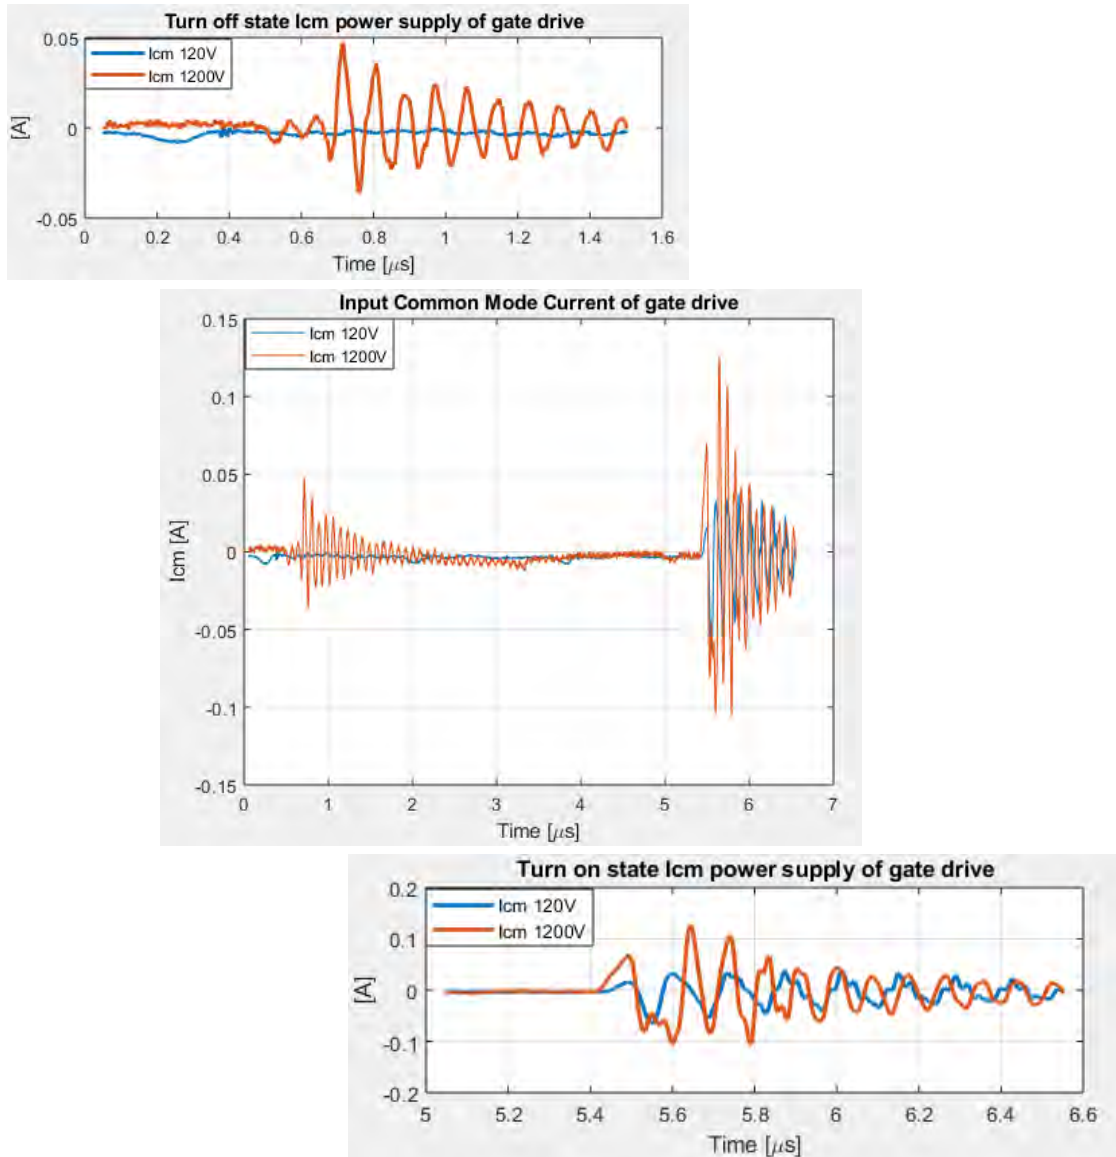 Turn off state Icm power supply of gate drive
0.05
Icm 120V
Icm 1200V
[A]
0
-0.05
0 0.2 0.4 0.6 0.8 1 1.2 1.4 1.6
Time [μs]
Input Common Mode Current of gate drive
0.15
Icm 120V
Icm 1200V
0.1
0.05
Icm [A]
0
-0.05
-0.1
-0.15
0 1 2 3 4 5 6 7
Time [μs]
Turn on state Icm power supply of gate drive
0.2
Icm 120V
Icm 1200V
0.1
[A]
0
-0.1
-0.2
5 5.2 5.4 5.6 5.8 6 6.2 6.4 6.6
Time [μs]